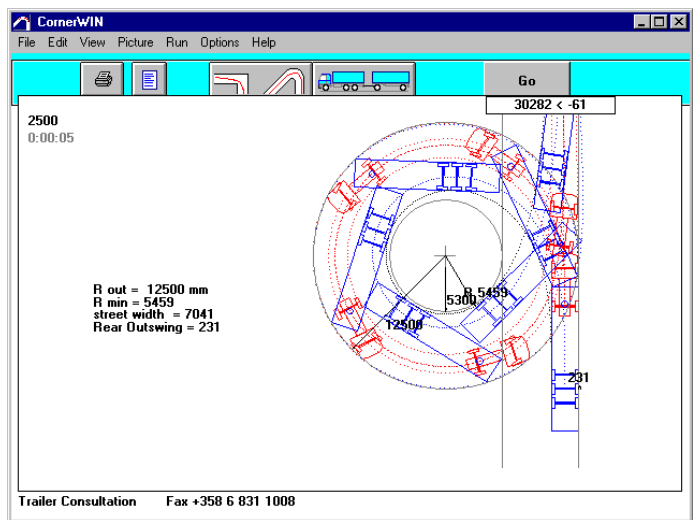 CornerWIN
File Edit View Picture Run Options Help
Go
30282 < -61
2500
0:00:05
R out = 12500 mm
R min = 5459
street width = 7041
Rear Outswing = 231
R 5459
5300
12500
231
Trailer Consultation Fax +358 6 831 1008